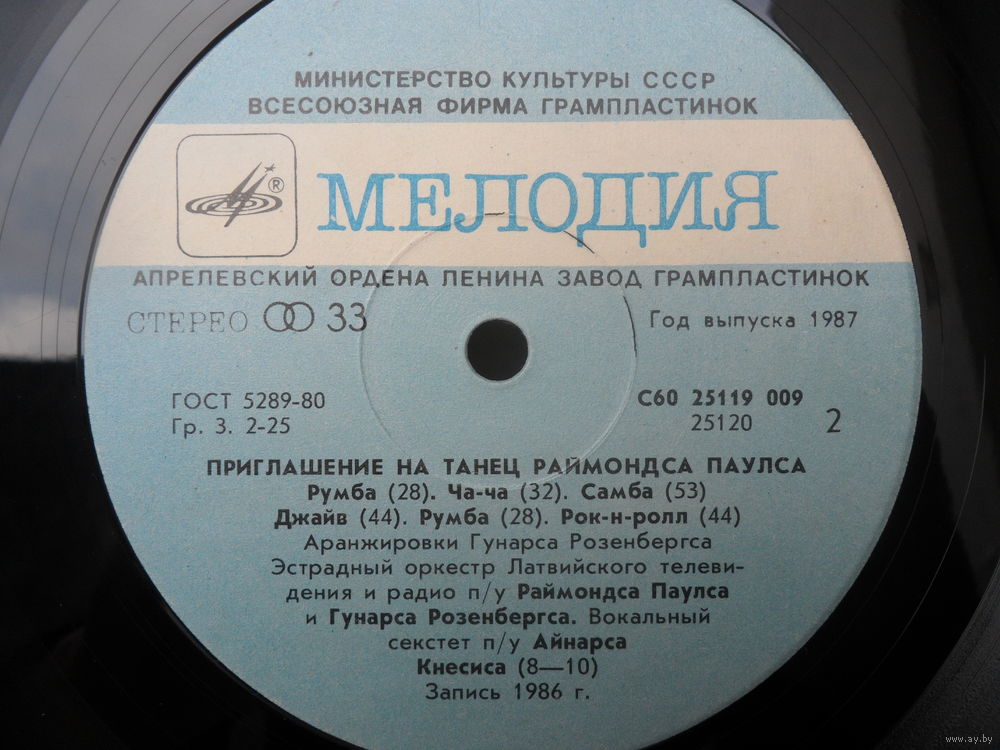 МИНИСТЕРСТВО КУЛЬТУРЫ СССР
ВСЕСОЮЗНАЯ ФИРМА ГРАМПЛАСТИНОК
® МЕЛОДИЯ
АПРЕЛЕВСКИЙ ОРДЕНА ЛЕНИНА ЗАВОД ГРАМПЛАСТИНОК
СТЕРЕО 33
Год выпуска 1987
ГОСТ 5289-80
Гр. 3. 2-25
С60 25119 009
25120
2
ПРИГЛАШЕНИЕ НА ТАНЕЦ РАЙМОНДСА ПАУЛСА
Румба (28). Ча-ча (32). Самба (53)
Джайв (44). Румба (28). Рок-н-ролл (44)
Аранжировки Гунарса Розенбергса
Эстрадный оркестр Латвийского телеви-
дения и радио п/у Раймондса Паулса
и Гунарса Розенбергса. Вокальный
секстет п/у Айнарса
Кнесиса (8—10)
Запись 1986 г.
www.ay.by